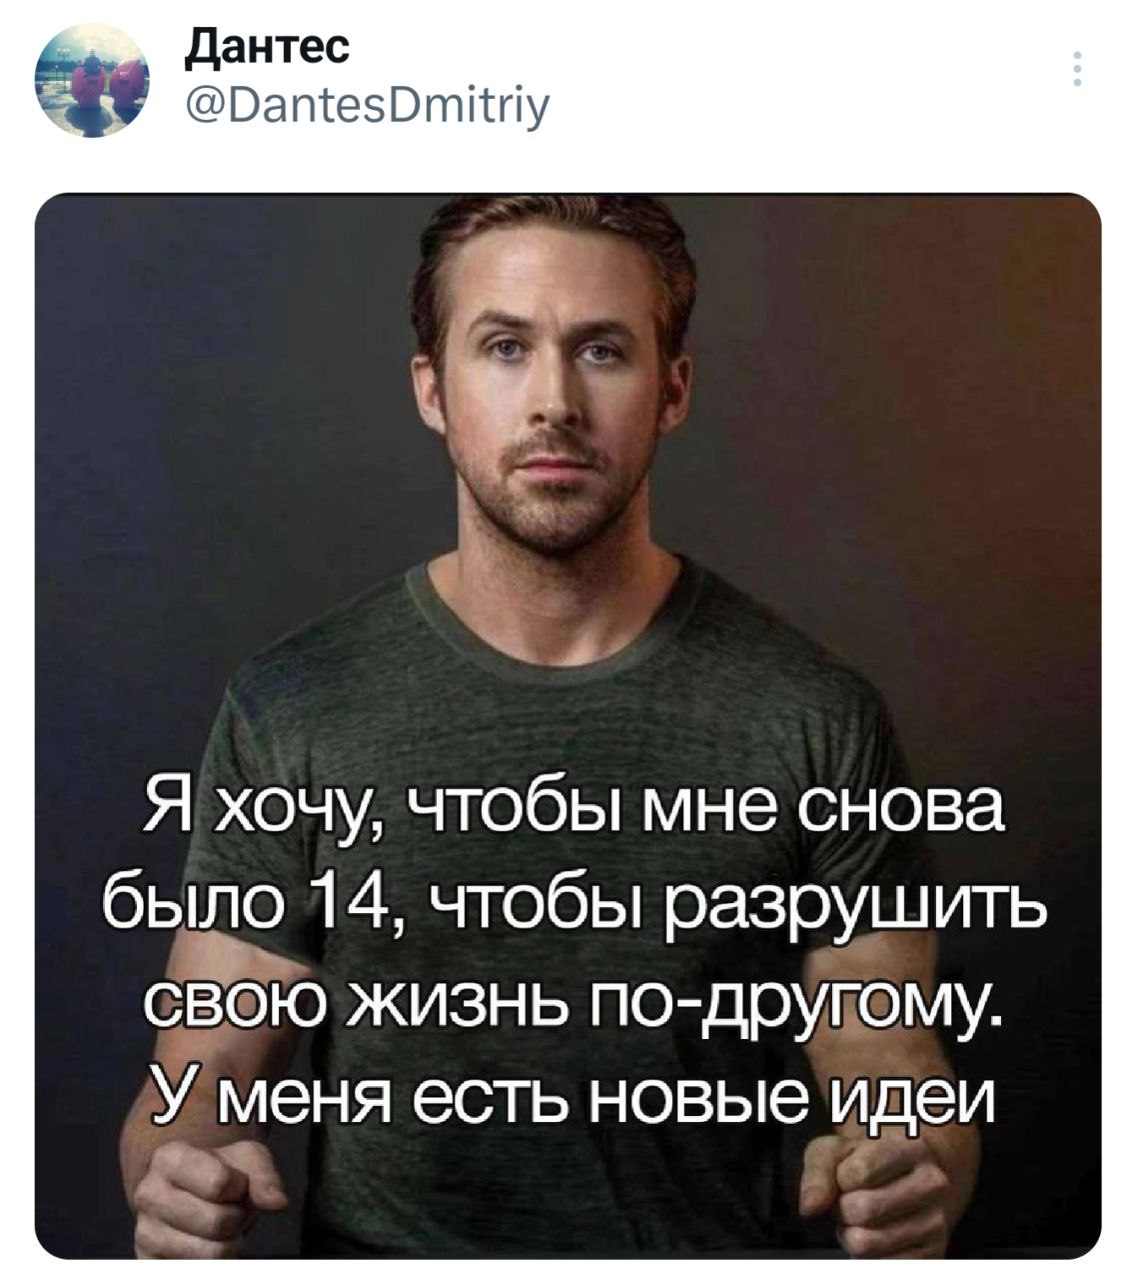 Дантес
@DantesDmitriy
Я хочу, чтобы мне снова
было 14, чтобы разрушить
свою жизнь по-другому.
У меня есть новые идеи